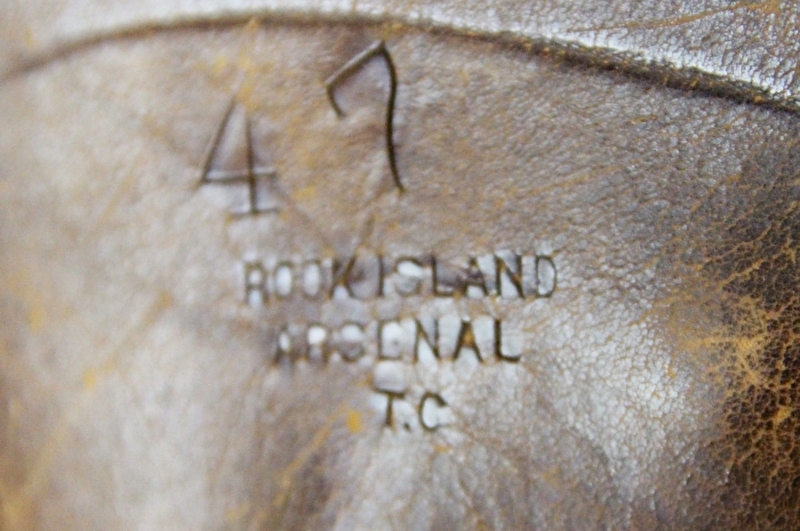 47
ROCK ISLAND
ARSENAL
T.C